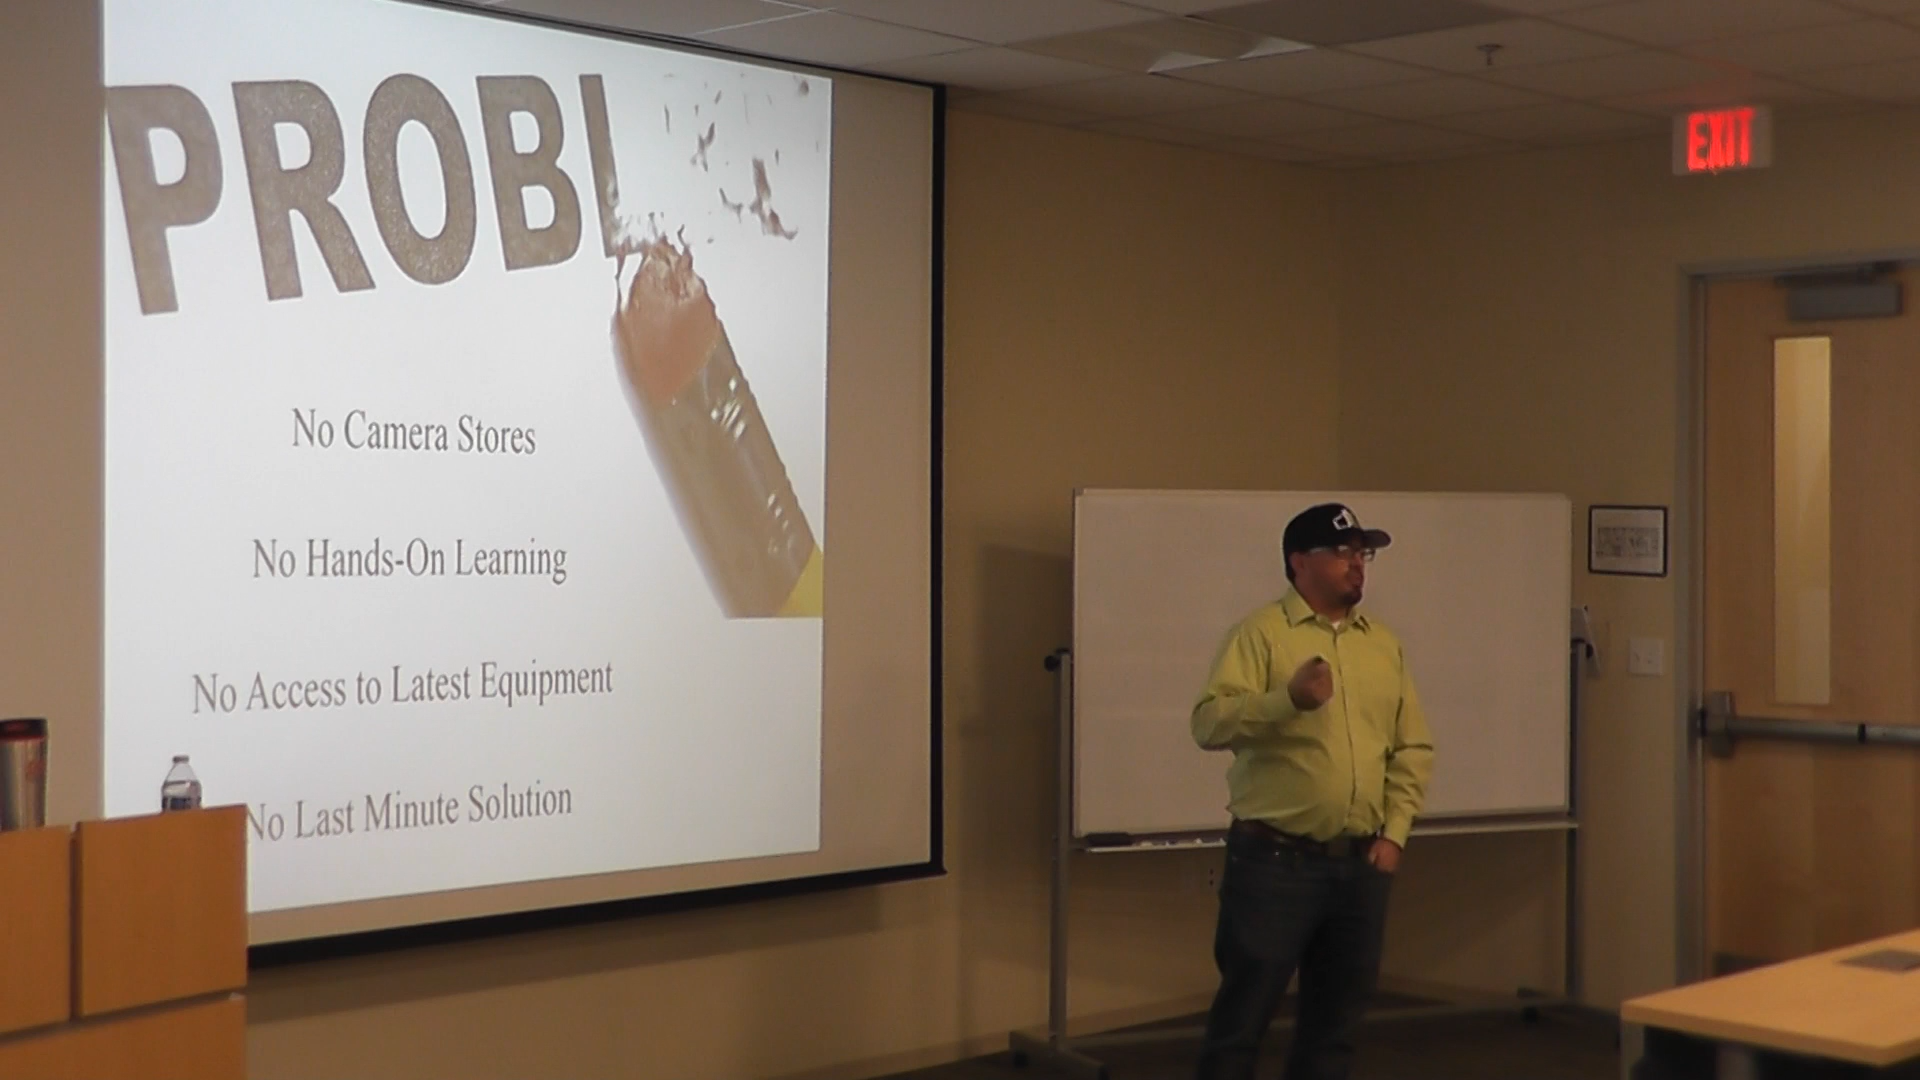 PROBL
No Camera Stores
No Hands-On Learning
No Access to Latest Equipment
No Last Minute Solution
EXIT